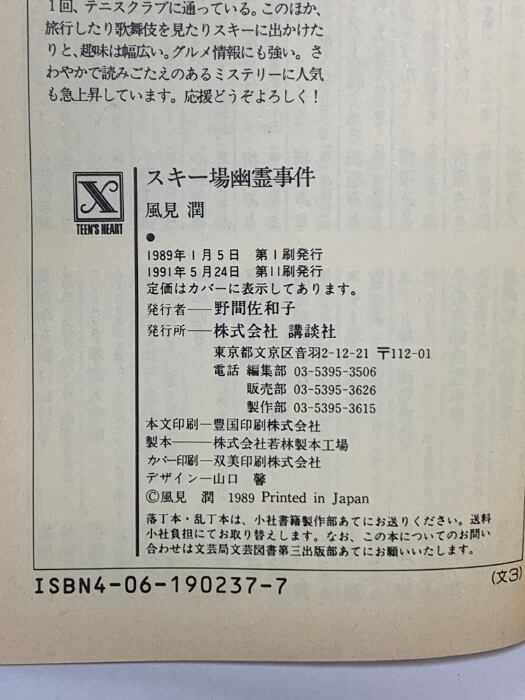 1回、テニスクラブに通っている。このほか、
旅行したり歌舞伎を見たりスキーに出かけた
りと、趣味は幅広い。グルメ情報にも強い。さ
わやかで読みごたえのあるミステリーに人気
も急上昇しています。応援どうぞよろしく!
X
TEEN'S HEART
スキー場幽霊事件
風見 潤
●
1989年1月5日 第1刷発行
1991年5月24日 第11刷発行
定価はカバーに表示してあります。
発行者──野間佐和子
発行所──株式会社 講談社
東京都文京区音羽2-12-21 〒112-01
電話 編集部 03-5395-3506
販売部 03-5395-3626
製作部 03-5395-3615
本文印刷─豊国印刷株式会社
製本───株式会社若林製本工場
カバー印刷─双美印刷株式会社
デザイン─山口 馨
©風見 潤 1989 Printed in Japan
落丁本・乱丁本は、小社書籍製作部あてにお送りください。送料
小社負担にてお取り替えします。なお、この本についてのお問い
合わせは文芸局文芸図書第三出版部あてにお願いいたします。
ISBN4-06-190237-7
(文3)